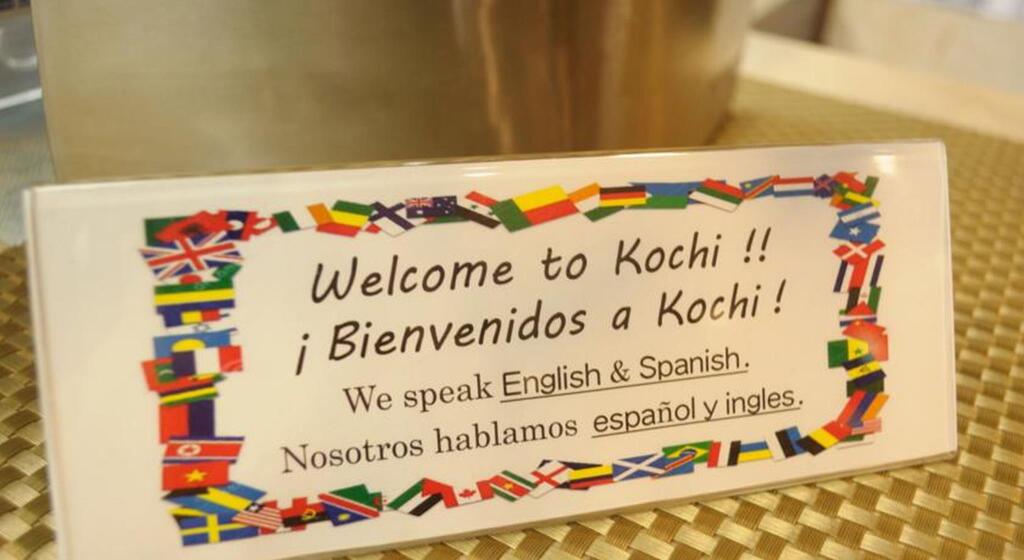 Welcome to Kochi !!
¡Bienvenidos a Kochi!
We speak English & Spanish.
Nosotros hablamos español y ingles.